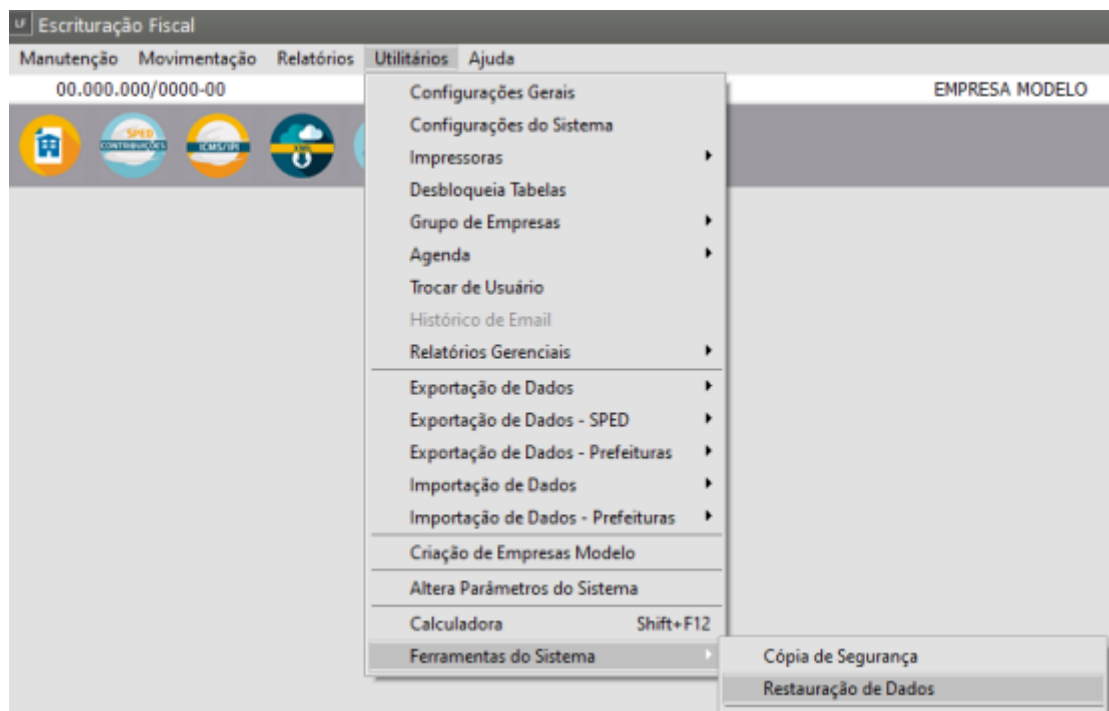 LF Escrituração Fiscal
Manutenção Movimentação Relatórios Utilitários Ajuda
00.000.000/0000-00 EMPRESA MODELO
SPED
CONTRIBUIÇÕES
ICMS/IPI
XML
Configurações Gerais
Configurações do Sistema
Impressoras
Desbloqueia Tabelas
Grupo de Empresas
Agenda
Trocar de Usuário
Histórico de Email
Relatórios Gerenciais
Exportação de Dados
Exportação de Dados - SPED
Exportação de Dados - Prefeituras
Importação de Dados
Importação de Dados - Prefeituras
Criação de Empresas Modelo
Altera Parâmetros do Sistema
Calculadora Shift+F12
Ferramentas do Sistema
Cópia de Segurança
Restauração de Dados